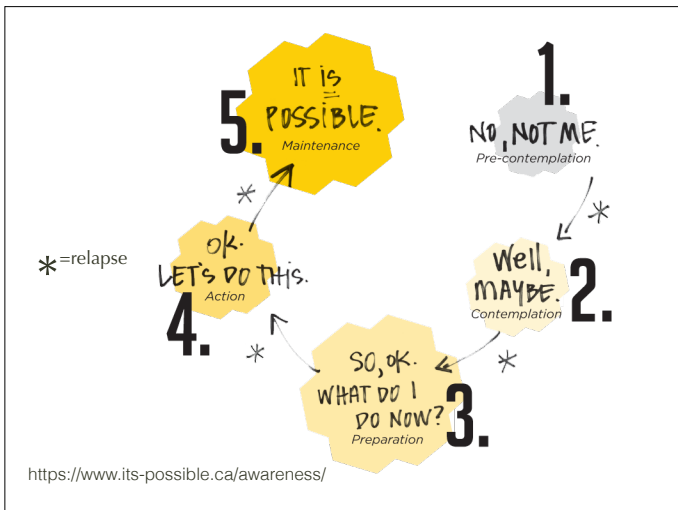 1.
NO, NOT ME.
Pre-contemplation
*
2.
Well,
MAYBE.
Contemplation
*
3.
SO, OK.
WHAT DO I
DO NOW?
Preparation
*
4.
OK.
LET'S DO THIS.
Action
*
5.
IT is
POSSIBLE.
Maintenance
*=relapse
https://www.its-possible.ca/awareness/